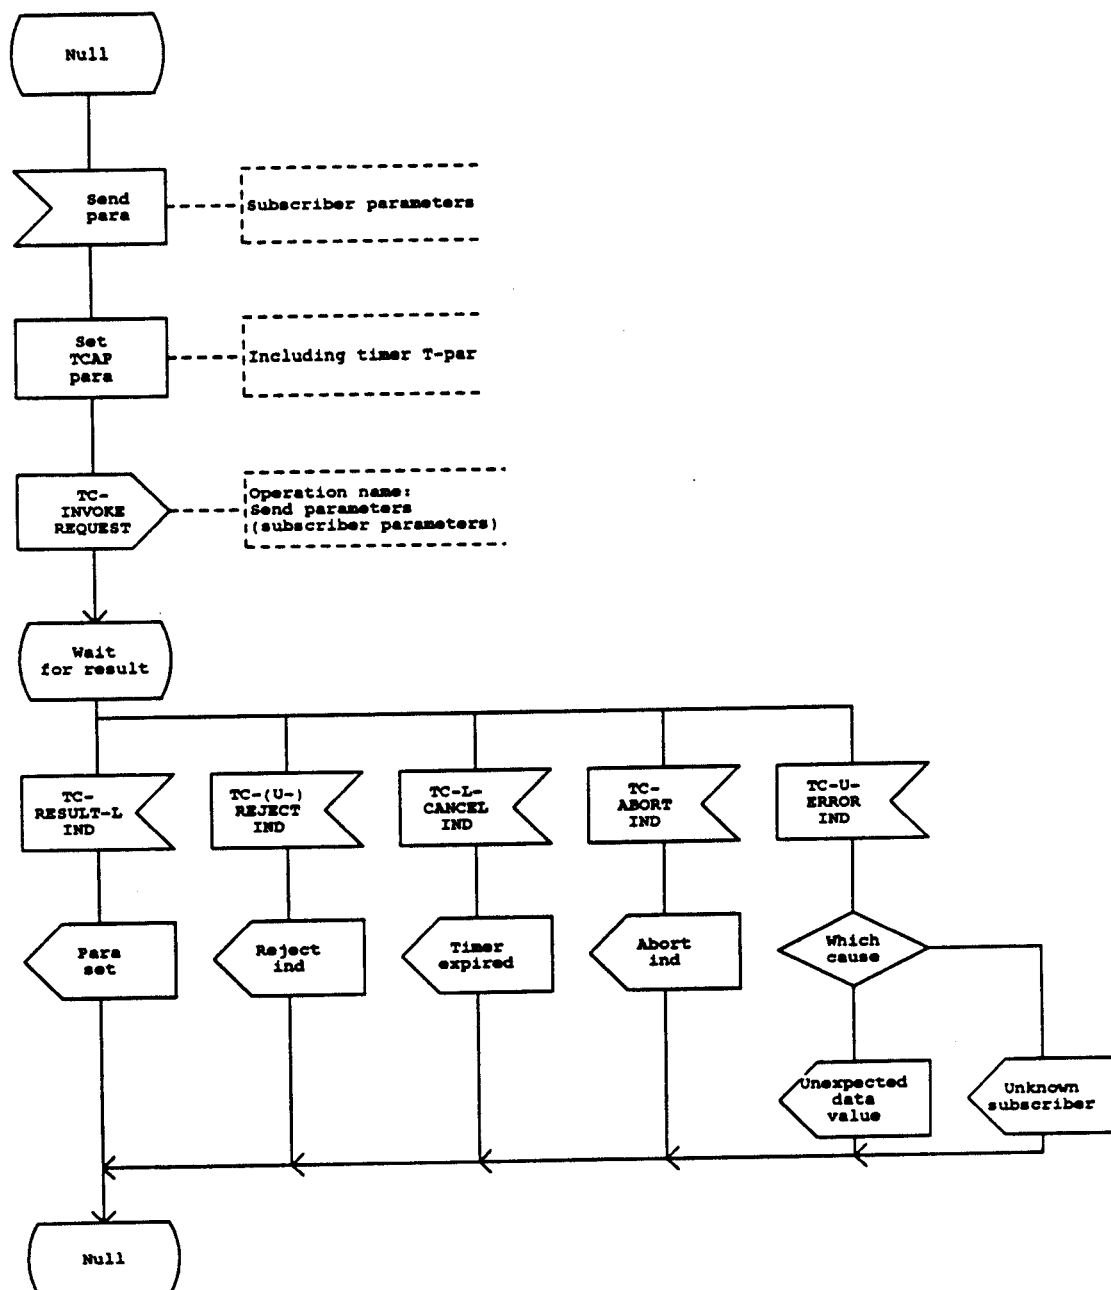 Null
Send
para
Subscriber parameters
Set
TCAP
para
Including timer T-par
TC-
INVOKE
REQUEST
Operation name:
Send parameters
(subscriber parameters)
Wait
for result
TC-
RESULT-L
IND
TC-(U-)
REJECT
IND
TC-L-
CANCEL
IND
TC-
ABORT
IND
TC-U-
ERROR
IND
Para
set
Reject
ind
Timer
expired
Abort
ind
Which
cause
Unexpected
data
value
Unknown
subscriber
Null